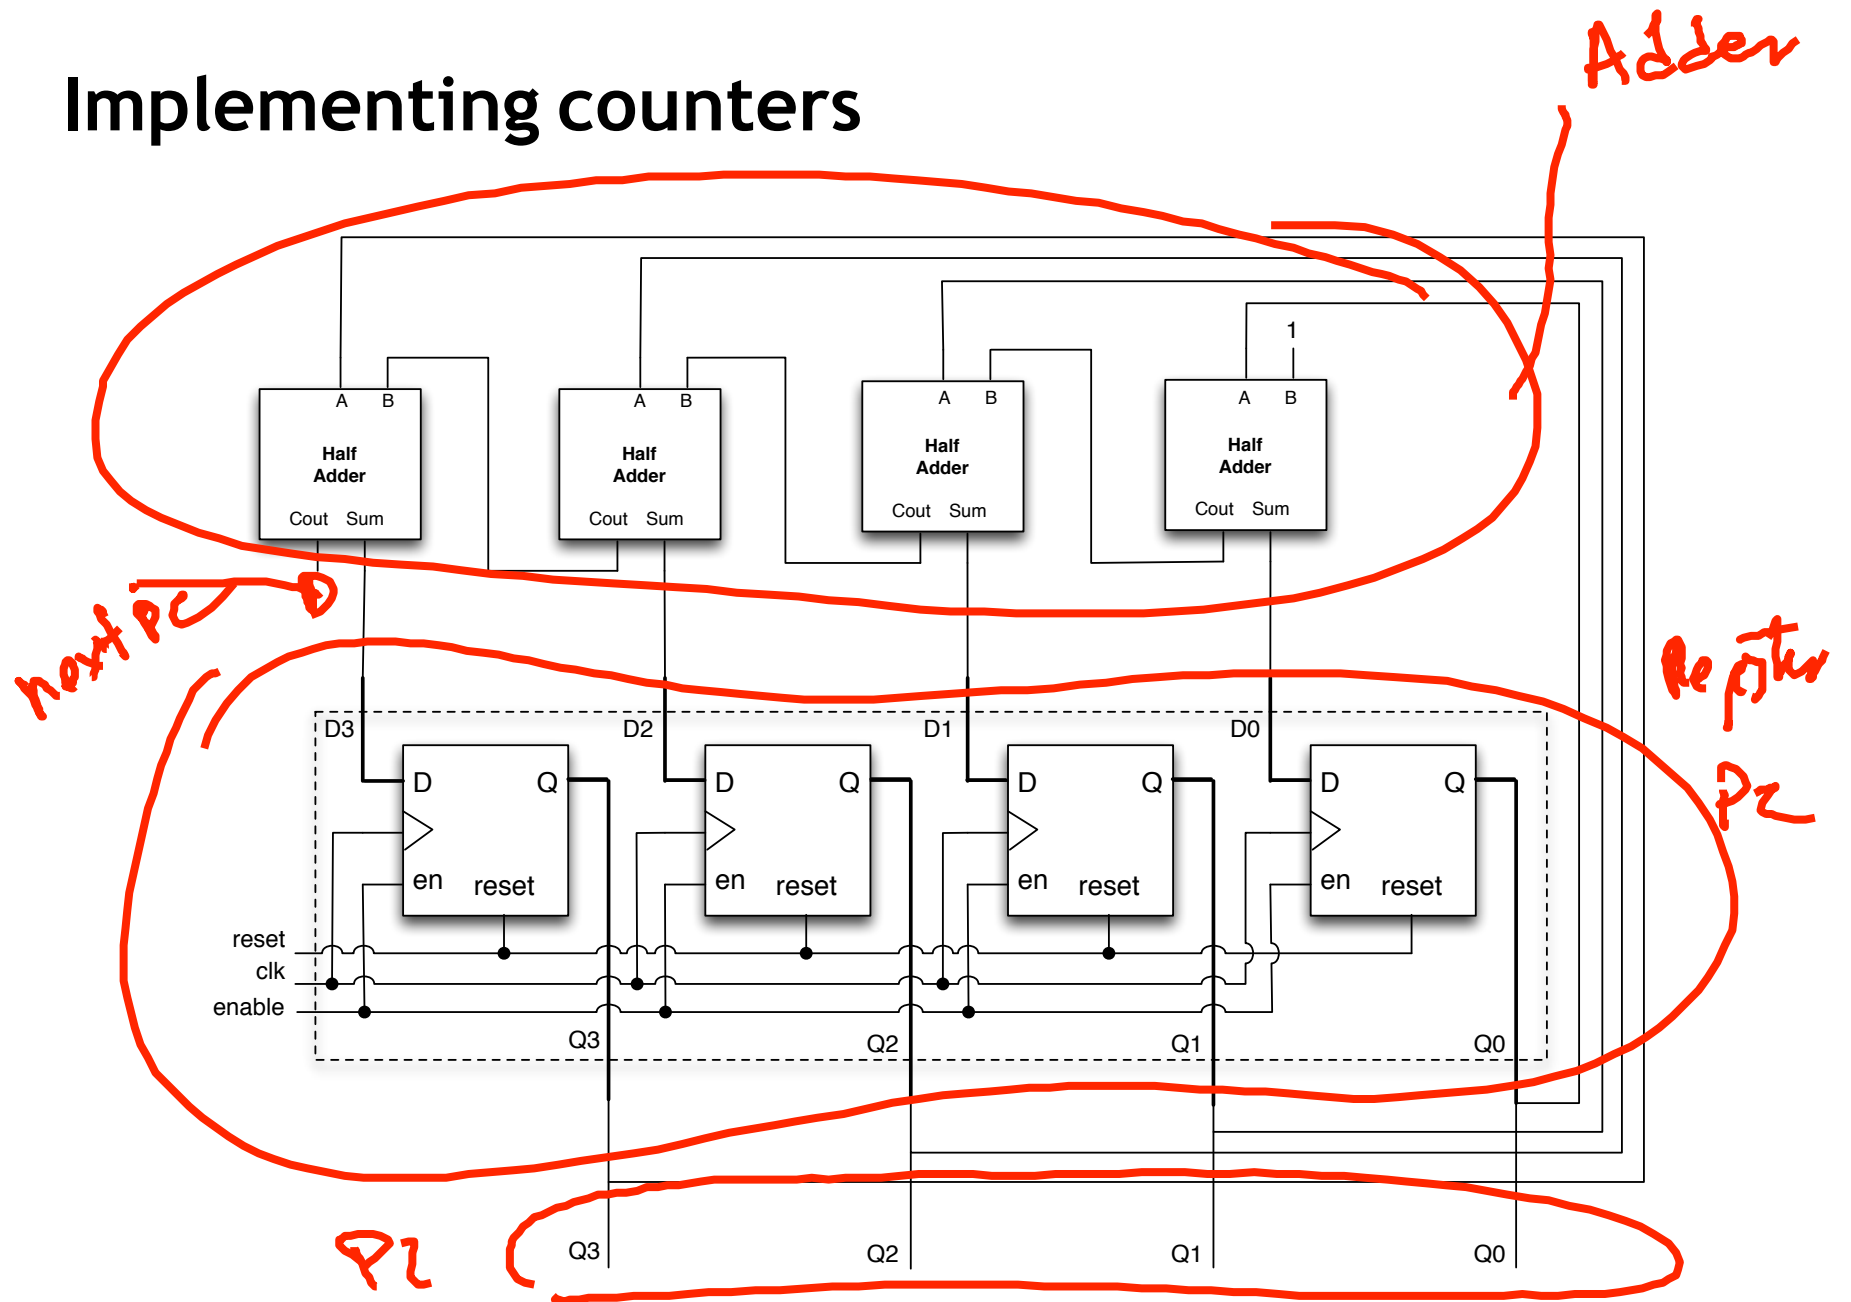 Implementing counters
Adder
1
A B A B A B A B
Half Adder Half Adder Half Adder Half Adder
Cout Sum Cout Sum Cout Sum Cout Sum
next PC
Register
D3 D2 D1 D0
D Q D Q D Q D Q
en reset en reset en reset en reset
reset
clk
enable
Q3 Q2 Q1 Q0
Q3 Q2 Q1 Q0